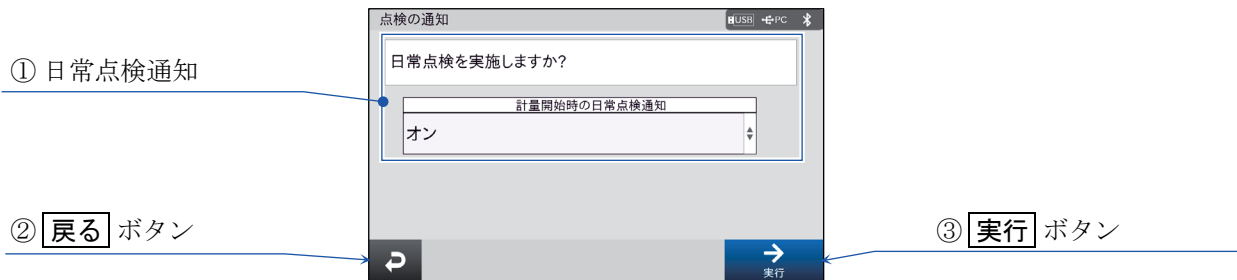 点検の通知
USB PC
① 日常点検通知
日常点検を実施しますか?
計量開始時の日常点検通知
オン
② 戻る ボタン
③ 実行 ボタン
実行